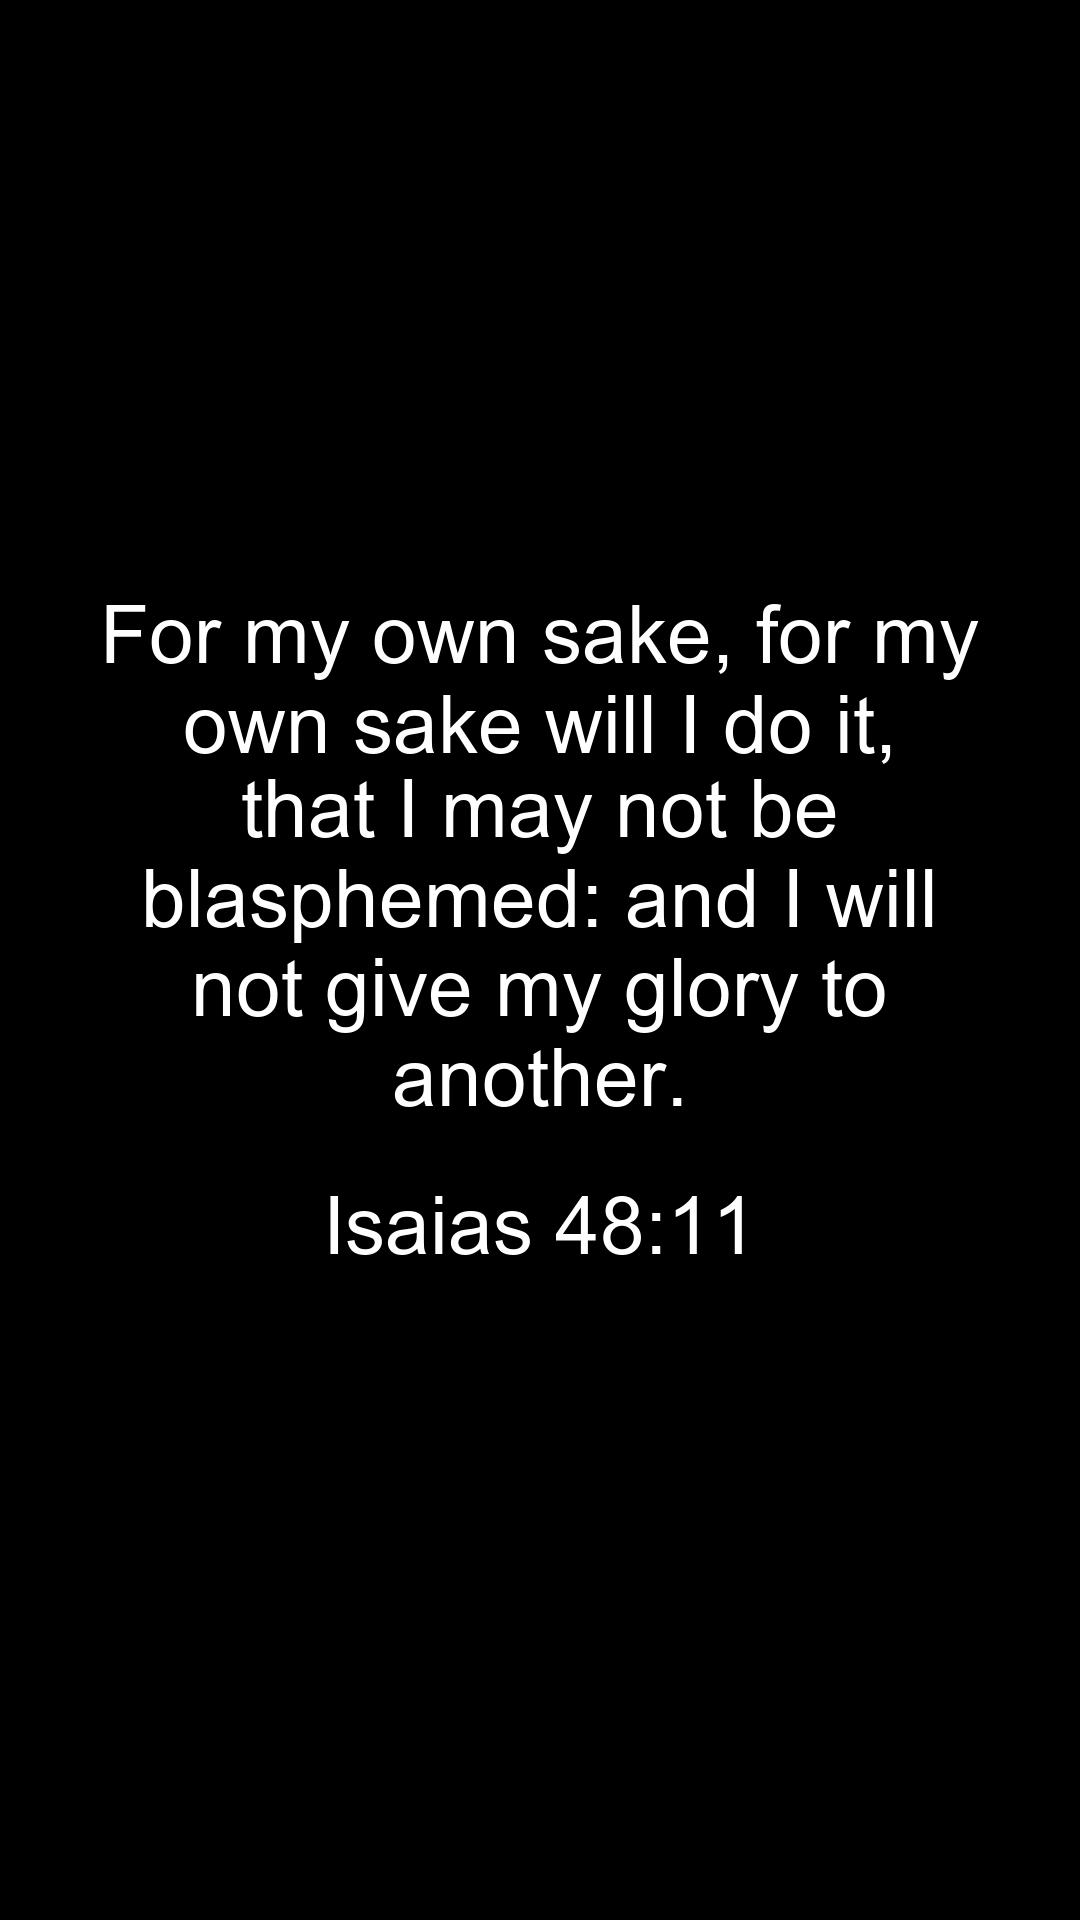 For my own sake, for my
own sake will I do it,
that I may not be
blasphemed: and I will
not give my glory to
another.
Isaias 48:11